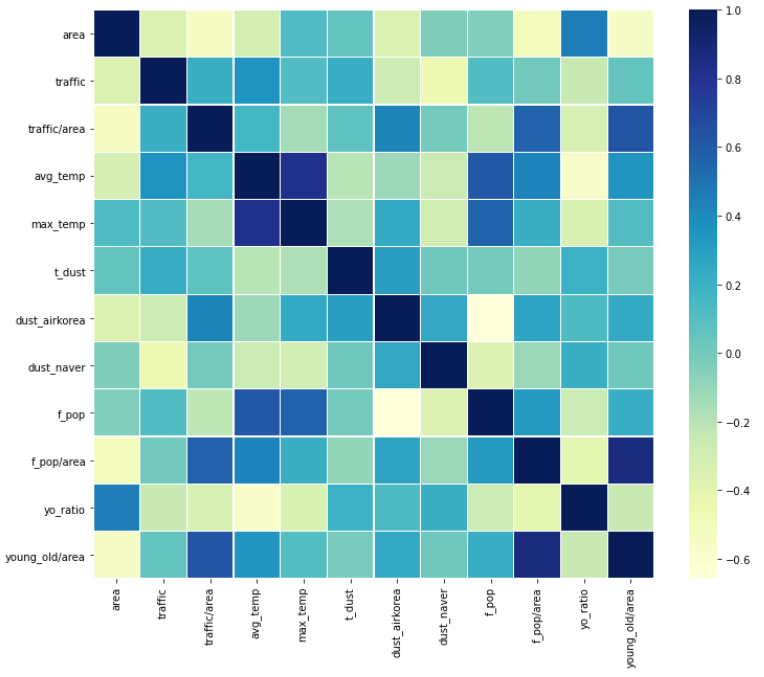 area
traffic
traffic/area
avg_temp
max_temp
t_dust
dust_airkorea
dust_naver
f_pop
f_pop/area
yo_ratio
young_old/area
area
traffic
traffic/area
avg_temp
max_temp
t_dust
dust_airkorea
dust_naver
f_pop
f_pop/area
yo_ratio
young_old/area
1.0
0.8
0.6
0.4
0.2
0.0
−0.2
−0.4
−0.6